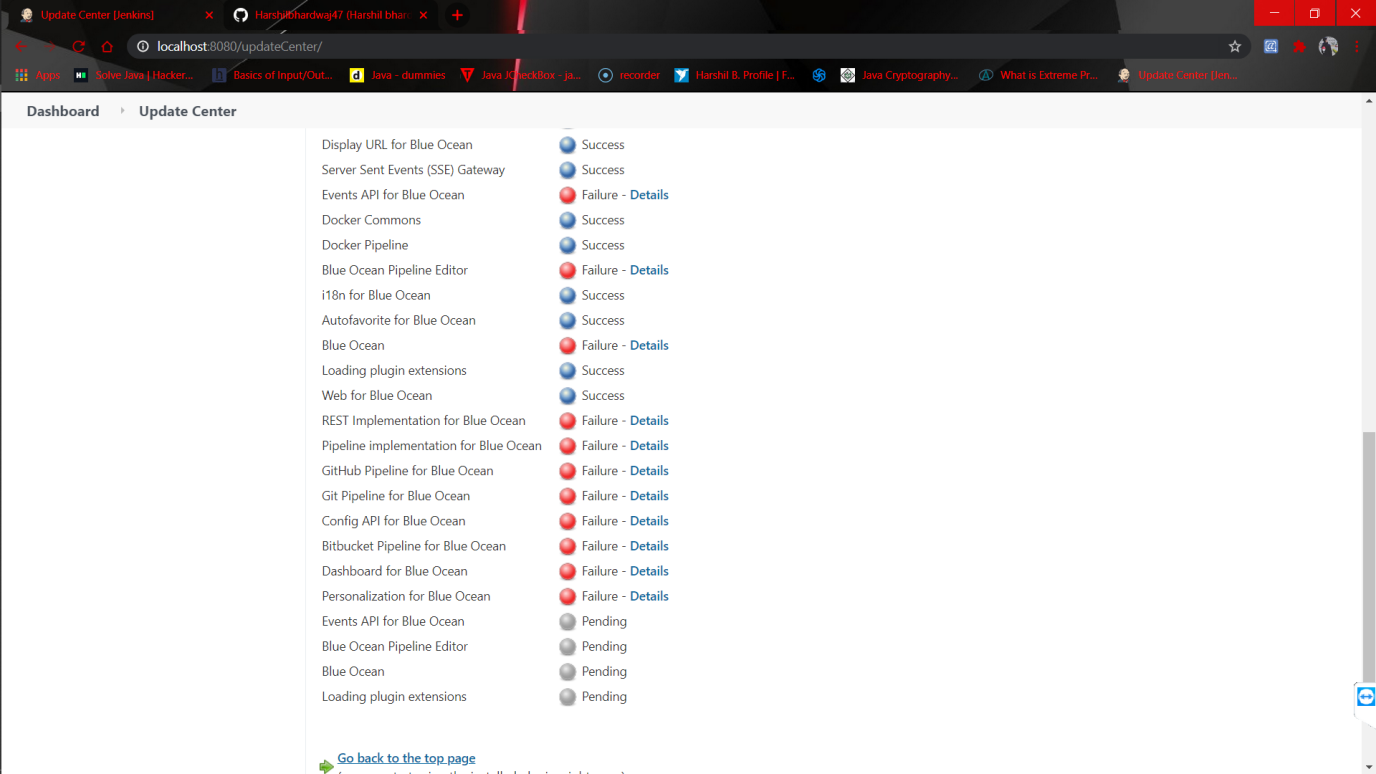 Update Center [Jenkins]
Harshilbhardwaj47 (Harshil bhar
localhost:8080/updateCenter/
Apps
Solve Java | Hacker...
Basics of Input/Out...
Java - dummies
Java JCheckBox - ja...
recorder
Harshil B. Profile | F...
Java Cryptography...
What is Extreme Pr...
Update Center [Jen...
Dashboard
Update Center
Display URL for Blue Ocean Success
Server Sent Events (SSE) Gateway Success
Events API for Blue Ocean Failure - Details
Docker Commons Success
Docker Pipeline Success
Blue Ocean Pipeline Editor Failure - Details
i18n for Blue Ocean Success
Autofavorite for Blue Ocean Success
Blue Ocean Failure - Details
Loading plugin extensions Success
Web for Blue Ocean Success
REST Implementation for Blue Ocean Failure - Details
Pipeline implementation for Blue Ocean Failure - Details
GitHub Pipeline for Blue Ocean Failure - Details
Git Pipeline for Blue Ocean Failure - Details
Config API for Blue Ocean Failure - Details
Bitbucket Pipeline for Blue Ocean Failure - Details
Dashboard for Blue Ocean Failure - Details
Personalization for Blue Ocean Failure - Details
Events API for Blue Ocean Pending
Blue Ocean Pipeline Editor Pending
Blue Ocean Pending
Loading plugin extensions Pending
Go back to the top page